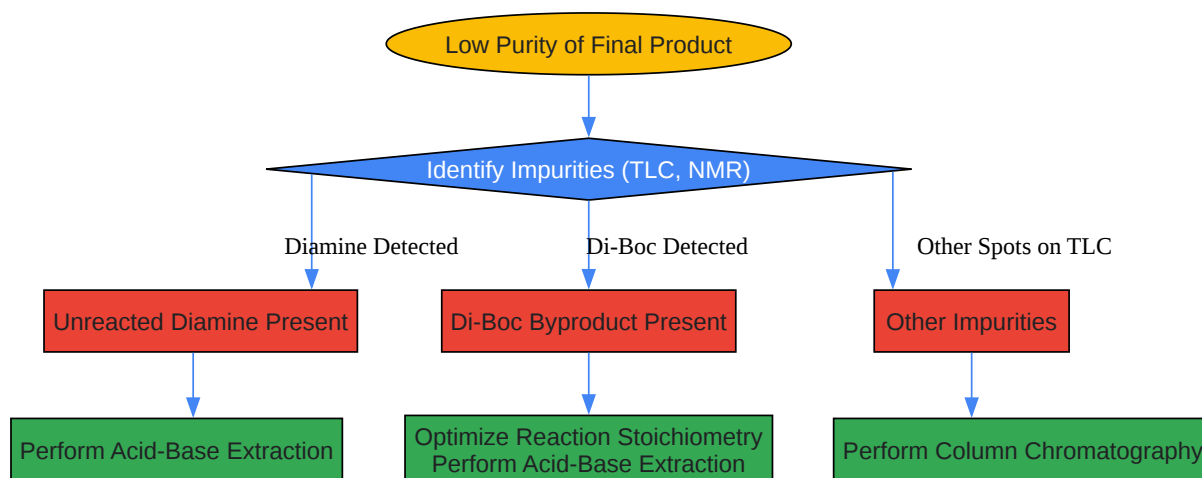 Low Purity of Final Product
Identify Impurities (TLC, NMR)
Diamine Detected
Di-Boc Detected
Other Spots on TLC
Unreacted Diamine Present
Di-Boc Byproduct Present
Other Impurities
Perform Acid-Base Extraction
Optimize Reaction Stoichiometry
Perform Acid-Base Extraction
Perform Column Chromatography